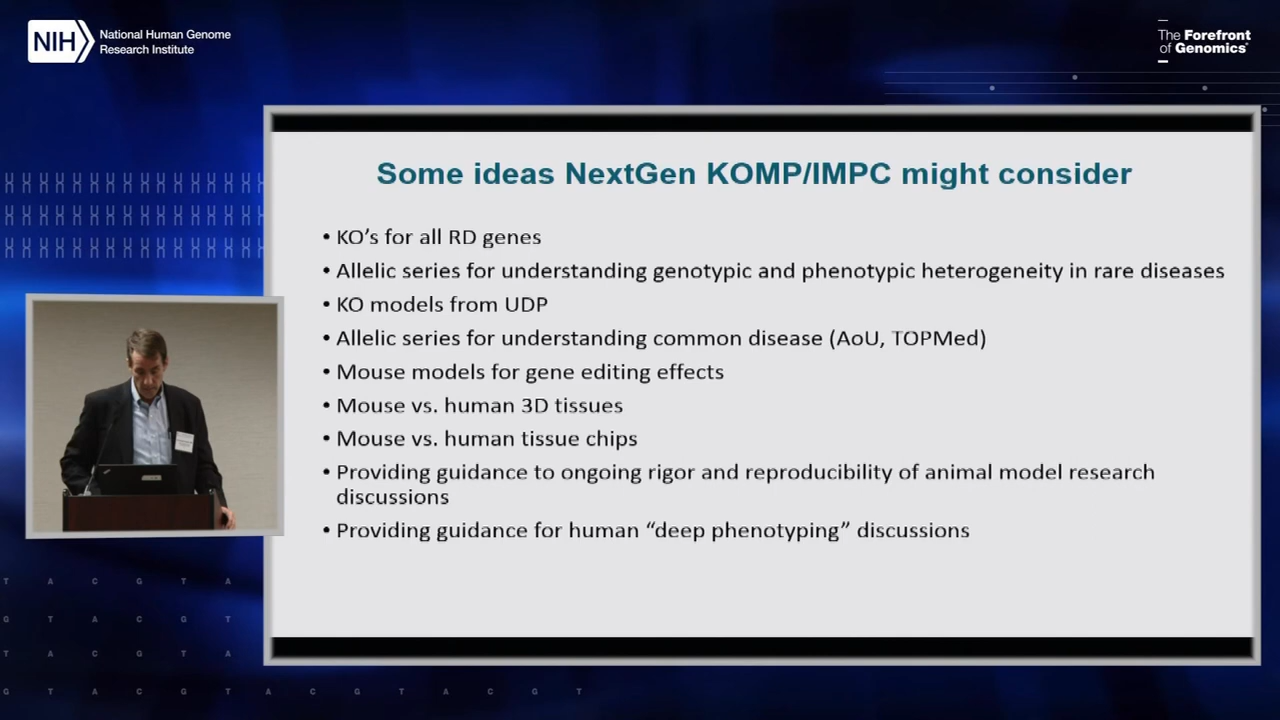 NIH
National Human Genome
Research Institute
The Forefront
of Genomics®
Some ideas NextGen KOMP/IMPC might consider
• KO’s for all RD genes
• Allelic series for understanding genotypic and phenotypic heterogeneity in rare diseases
• KO models from UDP
• Allelic series for understanding common disease (AoU, TOPMed)
• Mouse models for gene editing effects
• Mouse vs. human 3D tissues
• Mouse vs. human tissue chips
• Providing guidance to ongoing rigor and reproducibility of animal model research
discussions
• Providing guidance for human “deep phenotyping” discussions
T A C G T A
G T A C G T
T A C G T A
G T A C G T A C G T A C G T